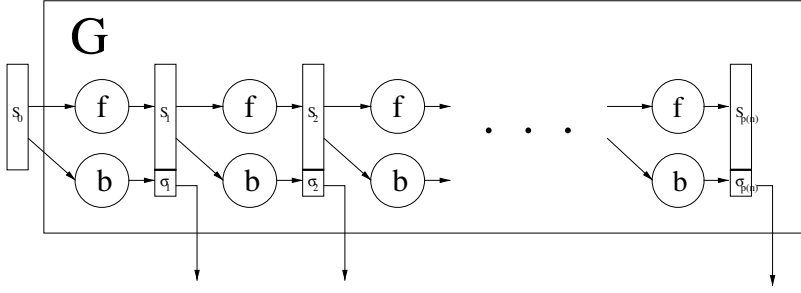 G
f f f f
S₀ S₁ S₂ Sₚ₍ₙ₎
b b b b
σ₁ σ₂ σₚ₍ₙ₎